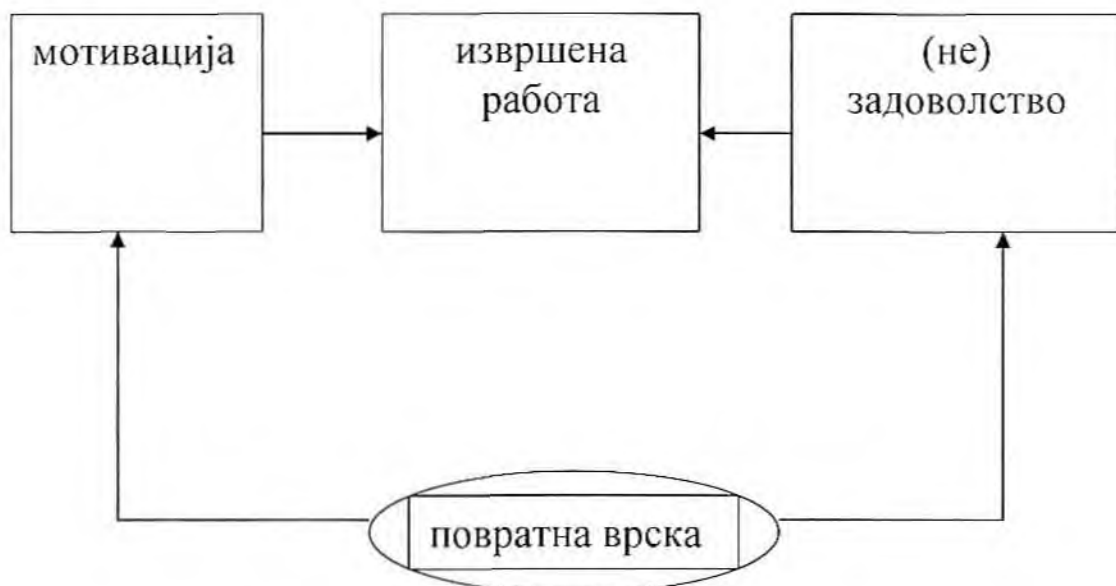 мотивација
извршена
работа
(не)
задоволство
повратна врска